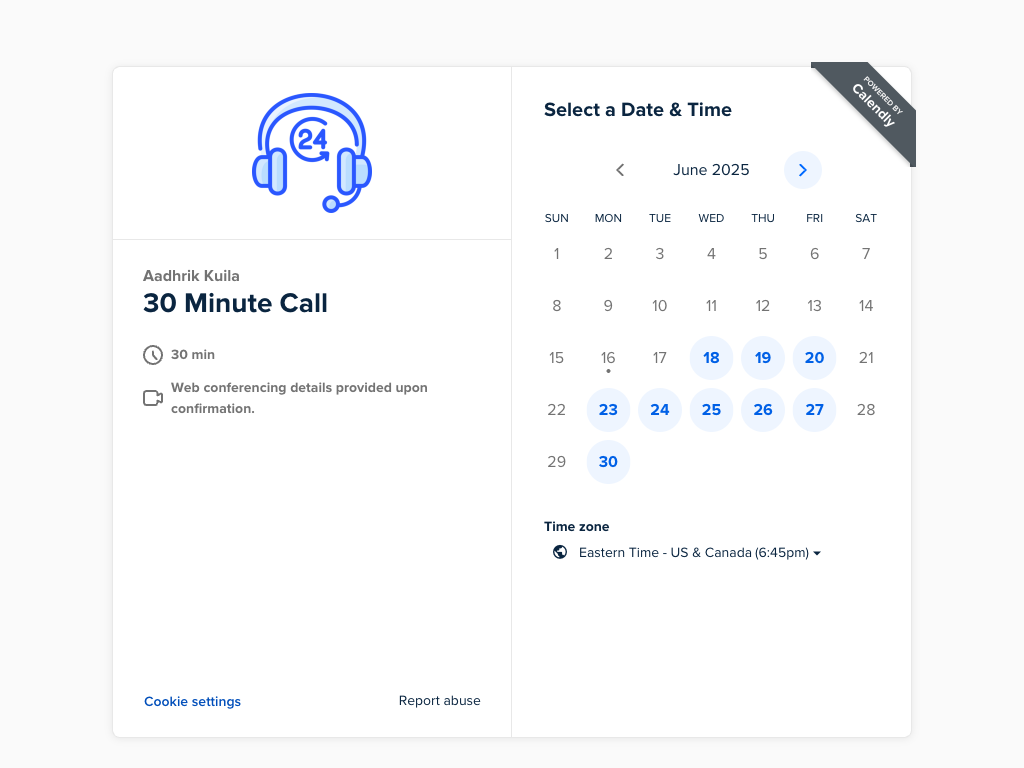 24
Aadhrik Kuila
30 Minute Call
30 min
Web conferencing details provided upon
confirmation.
Cookie settings
Report abuse
POWERED BY
Calendly
Select a Date & Time
June 2025
SUN MON TUE WED THU FRI SAT
1 2 3 4 5 6 7
8 9 10 11 12 13 14
15 16 17 18 19 20 21
22 23 24 25 26 27 28
29 30
Time zone
Eastern Time - US & Canada (6:45pm)